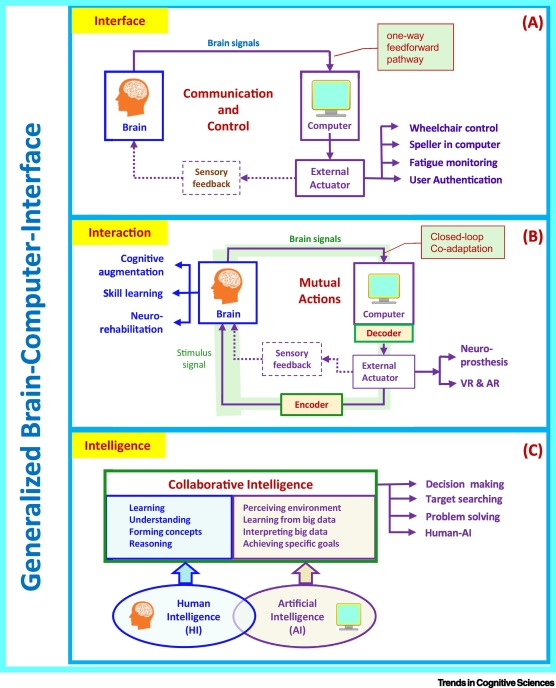 Generalized Brain-Computer-Interface
Interface
(A)
Brain signals
one-way
feedforward
pathway
Brain
Communication
and
Control
Computer
Sensory
feedback
External
Actuator
Wheelchair control
Speller in computer
Fatigue monitoring
User Authentication
Interaction
(B)
Brain signals
Closed-loop
Co-adaptation
Cognitive
augmentation
Skill learning
Neuro-
rehabilitation
Brain
Mutual
Actions
Computer
Decoder
Stimulus
signal
Sensory
feedback
External
Actuator
Neuro-
prosthesis
VR & AR
Encoder
Intelligence
(C)
Collaborative Intelligence
Learning
Understanding
Forming concepts
Reasoning
Perceiving environment
Learning from big data
Interpreting big data
Achieving specific goals
Decision making
Target searching
Problem solving
Human-AI
Human
Intelligence
(HI)
Artificial
Intelligence
(AI)
Trends in Cognitive Sciences